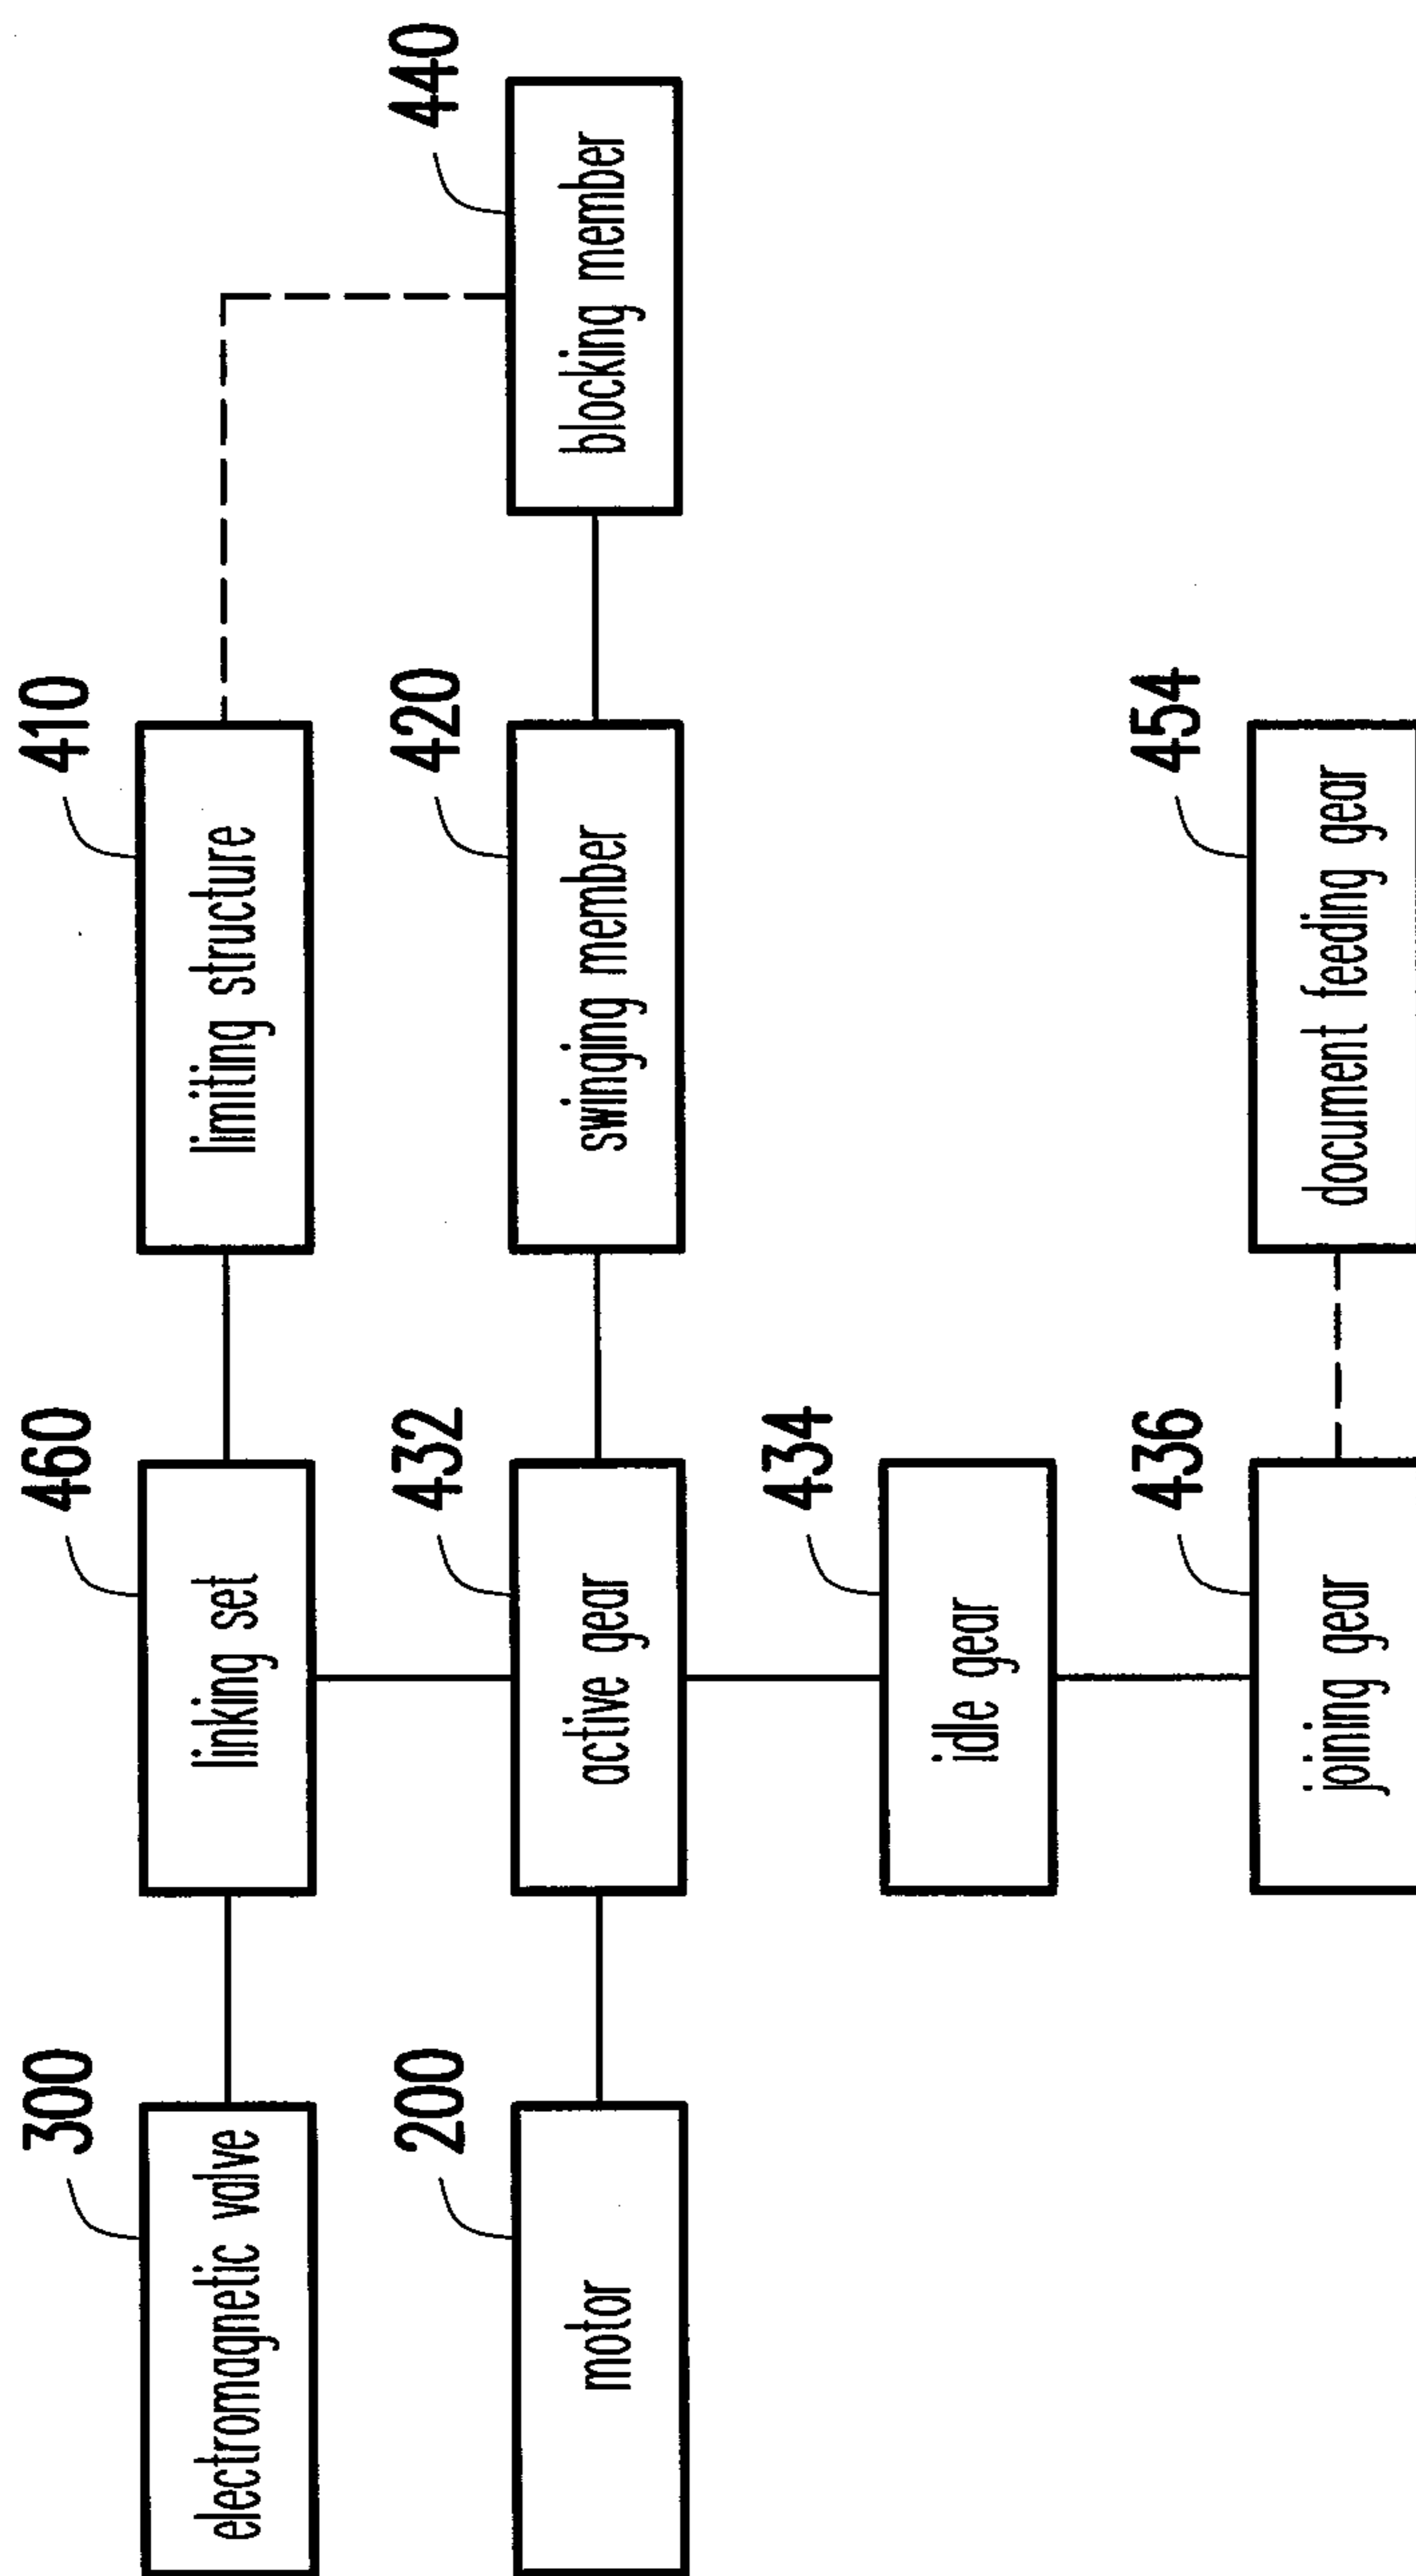 300
electromagnetic valve
460
linking set
410
limiting structure
200
motor
432
active gear
420
swinging member
440
blocking member
434
idle gear
436
joining gear
454
document feeding gear